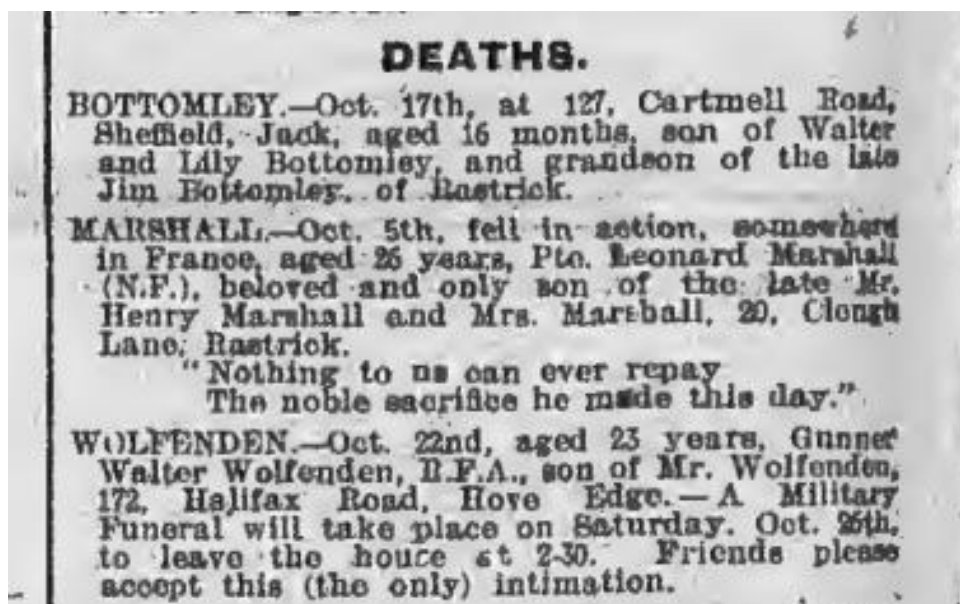 DEATHS.
BOTTOMLEY.—Oct. 17th, at 127, Cartmell Road,
Sheffield, Jack, aged 16 months, son of Walter
and Lily Bottomley, and grandson of the late
Jim Bottomley, of Rastrick.
MARSHALL.—Oct. 5th, fell in action, somewhere
in France, aged 26 years, Pte. Leonard Marshall
(N.F.), beloved and only son of the late Mr.
Henry Marshall and Mrs. Marshall, 20, Clough
Lane, Rastrick.
"Nothing to us can ever repay
The noble sacrifice he made this day."
WOLFENDEN.—Oct. 22nd, aged 23 years, Gunner
Walter Wolfenden, R.F.A., son of Mr. Wolfenden,
172, Halifax Road, Hove Edge.—A Military
Funeral will take place on Saturday, Oct. 26th,
to leave the house at 2-30. Friends please
accept this (the only) intimation.